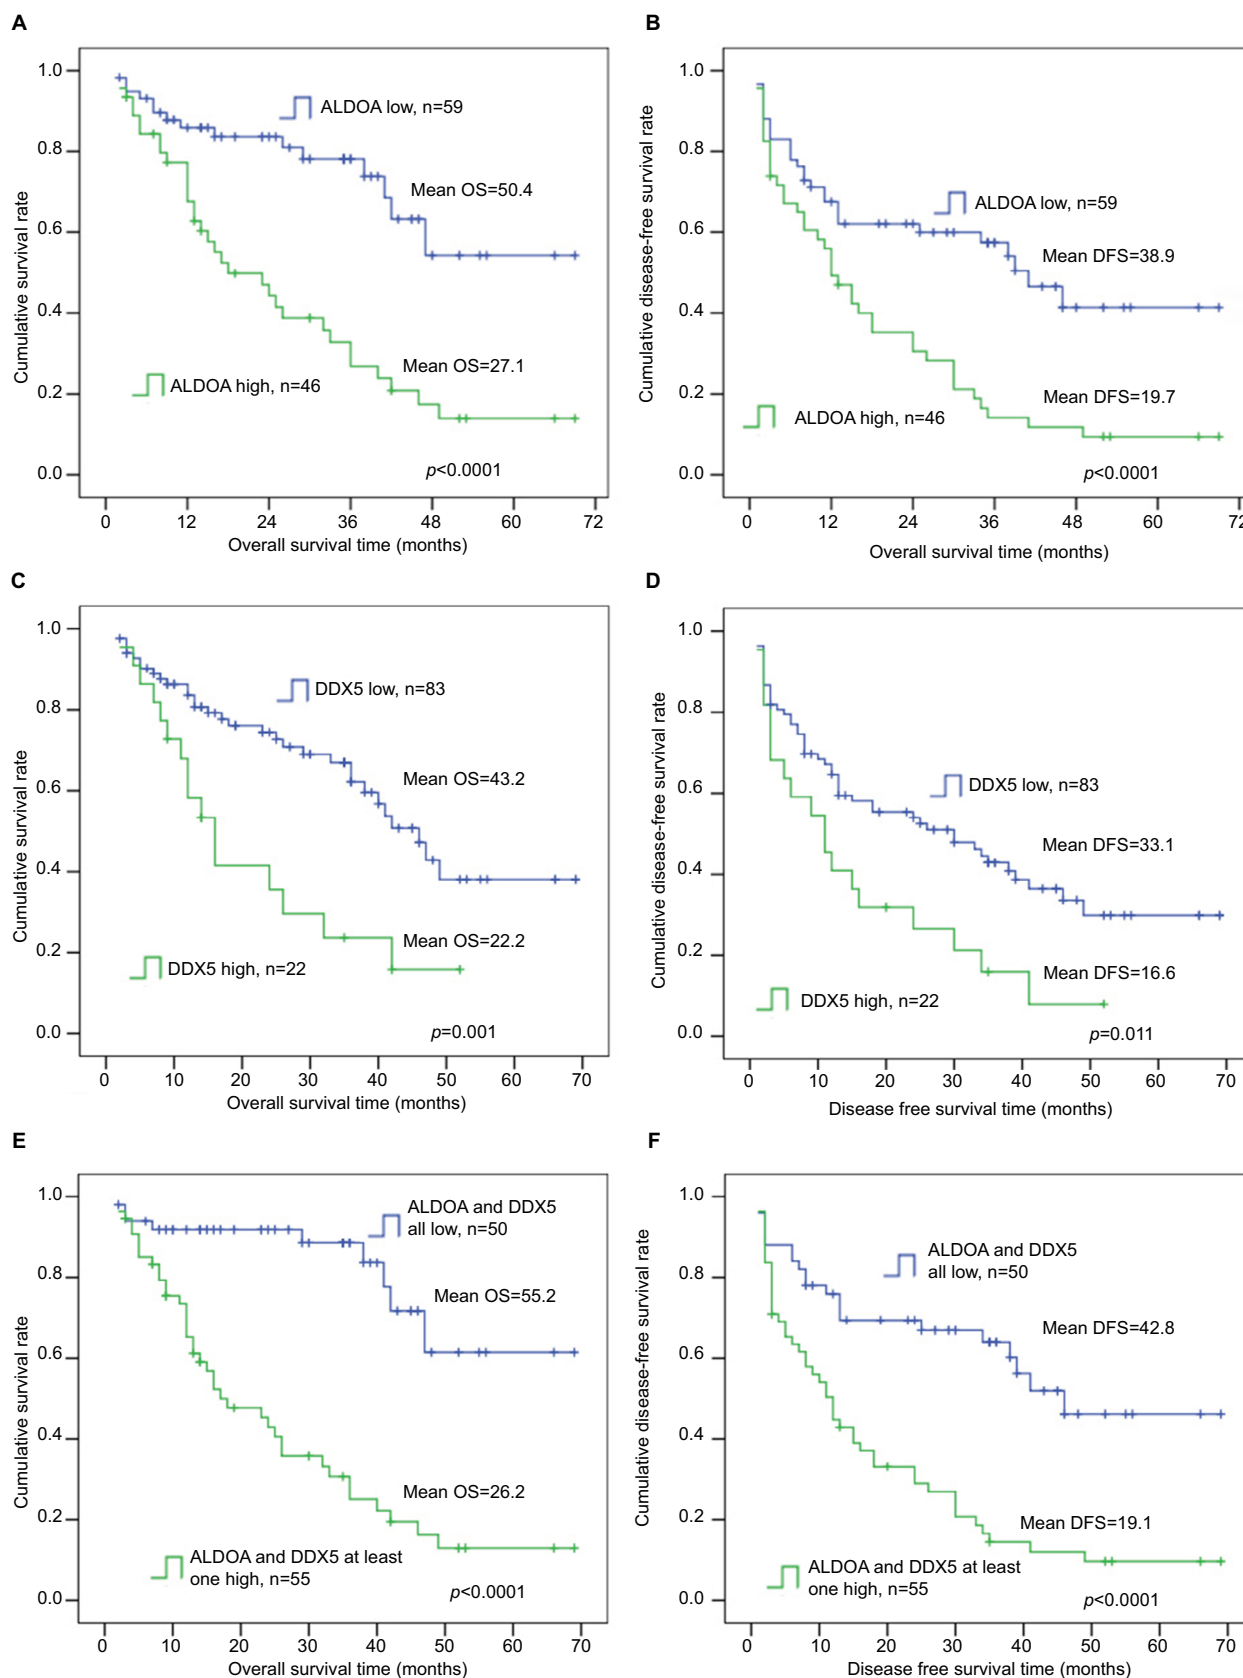 A
Cumulative survival rate
1.0
0.8
0.6
0.4
0.2
0.0
ALDOA low, n=59
Mean OS=50.4
Mean OS=27.1
ALDOA high, n=46
p<0.0001
0 12 24 36 48 60 72
Overall survival time (months)
B
Cumulative disease-free survival rate
1.0
0.8
0.6
0.4
0.2
0.0
ALDOA low, n=59
Mean DFS=38.9
Mean DFS=19.7
ALDOA high, n=46
p<0.0001
0 12 24 36 48 60 72
Overall survival time (months)
C
Cumulative survival rate
1.0
0.8
0.6
0.4
0.2
0.0
DDX5 low, n=83
Mean OS=43.2
Mean OS=22.2
DDX5 high, n=22
p=0.001
0 10 20 30 40 50 60 70
Overall survival time (months)
D
Cumulative disease-free survival rate
1.0
0.8
0.6
0.4
0.2
0.0
DDX5 low, n=83
Mean DFS=33.1
Mean DFS=16.6
DDX5 high, n=22
p=0.011
0 10 20 30 40 50 60 70
Disease free survival time (months)
E
Cumulative survival rate
1.0
0.8
0.6
0.4
0.2
0.0
ALDOA and DDX5
all low, n=50
Mean OS=55.2
Mean OS=26.2
ALDOA and DDX5 at least
one high, n=55
p<0.0001
0 10 20 30 40 50 60 70
Overall survival time (months)
F
Cumulative disease-free survival rate
1.0
0.8
0.6
0.4
0.2
0.0
ALDOA and DDX5
all low, n=50
Mean DFS=42.8
Mean DFS=19.1
ALDOA and DDX5 at least
one high, n=55
p<0.0001
0 10 20 30 40 50 60 70
Disease free survival time (months)